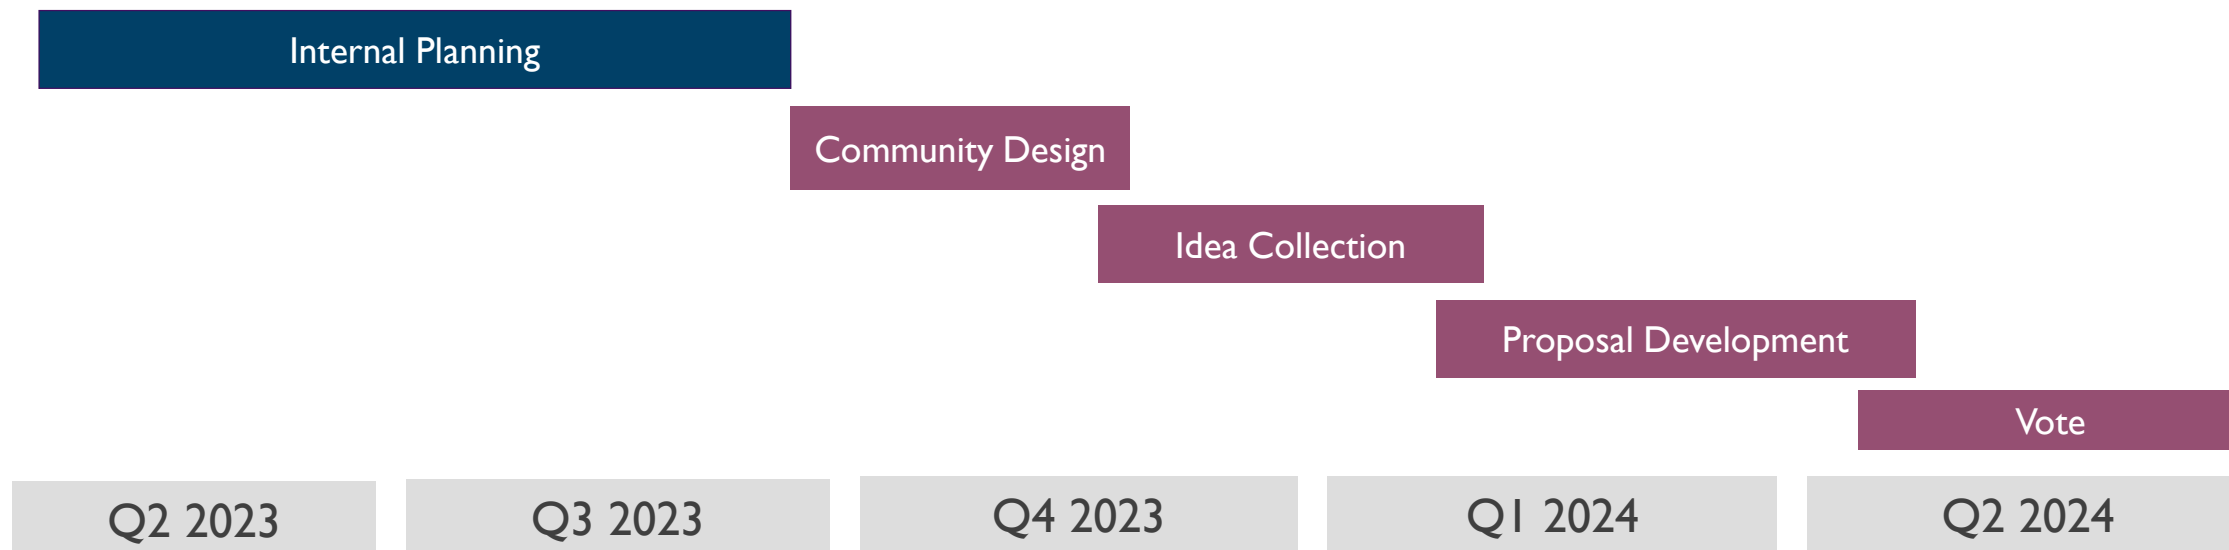 Internal Planning
Community Design
Idea Collection
Proposal Development
Vote
Q2 2023
Q3 2023
Q4 2023
Q1 2024
Q2 2024